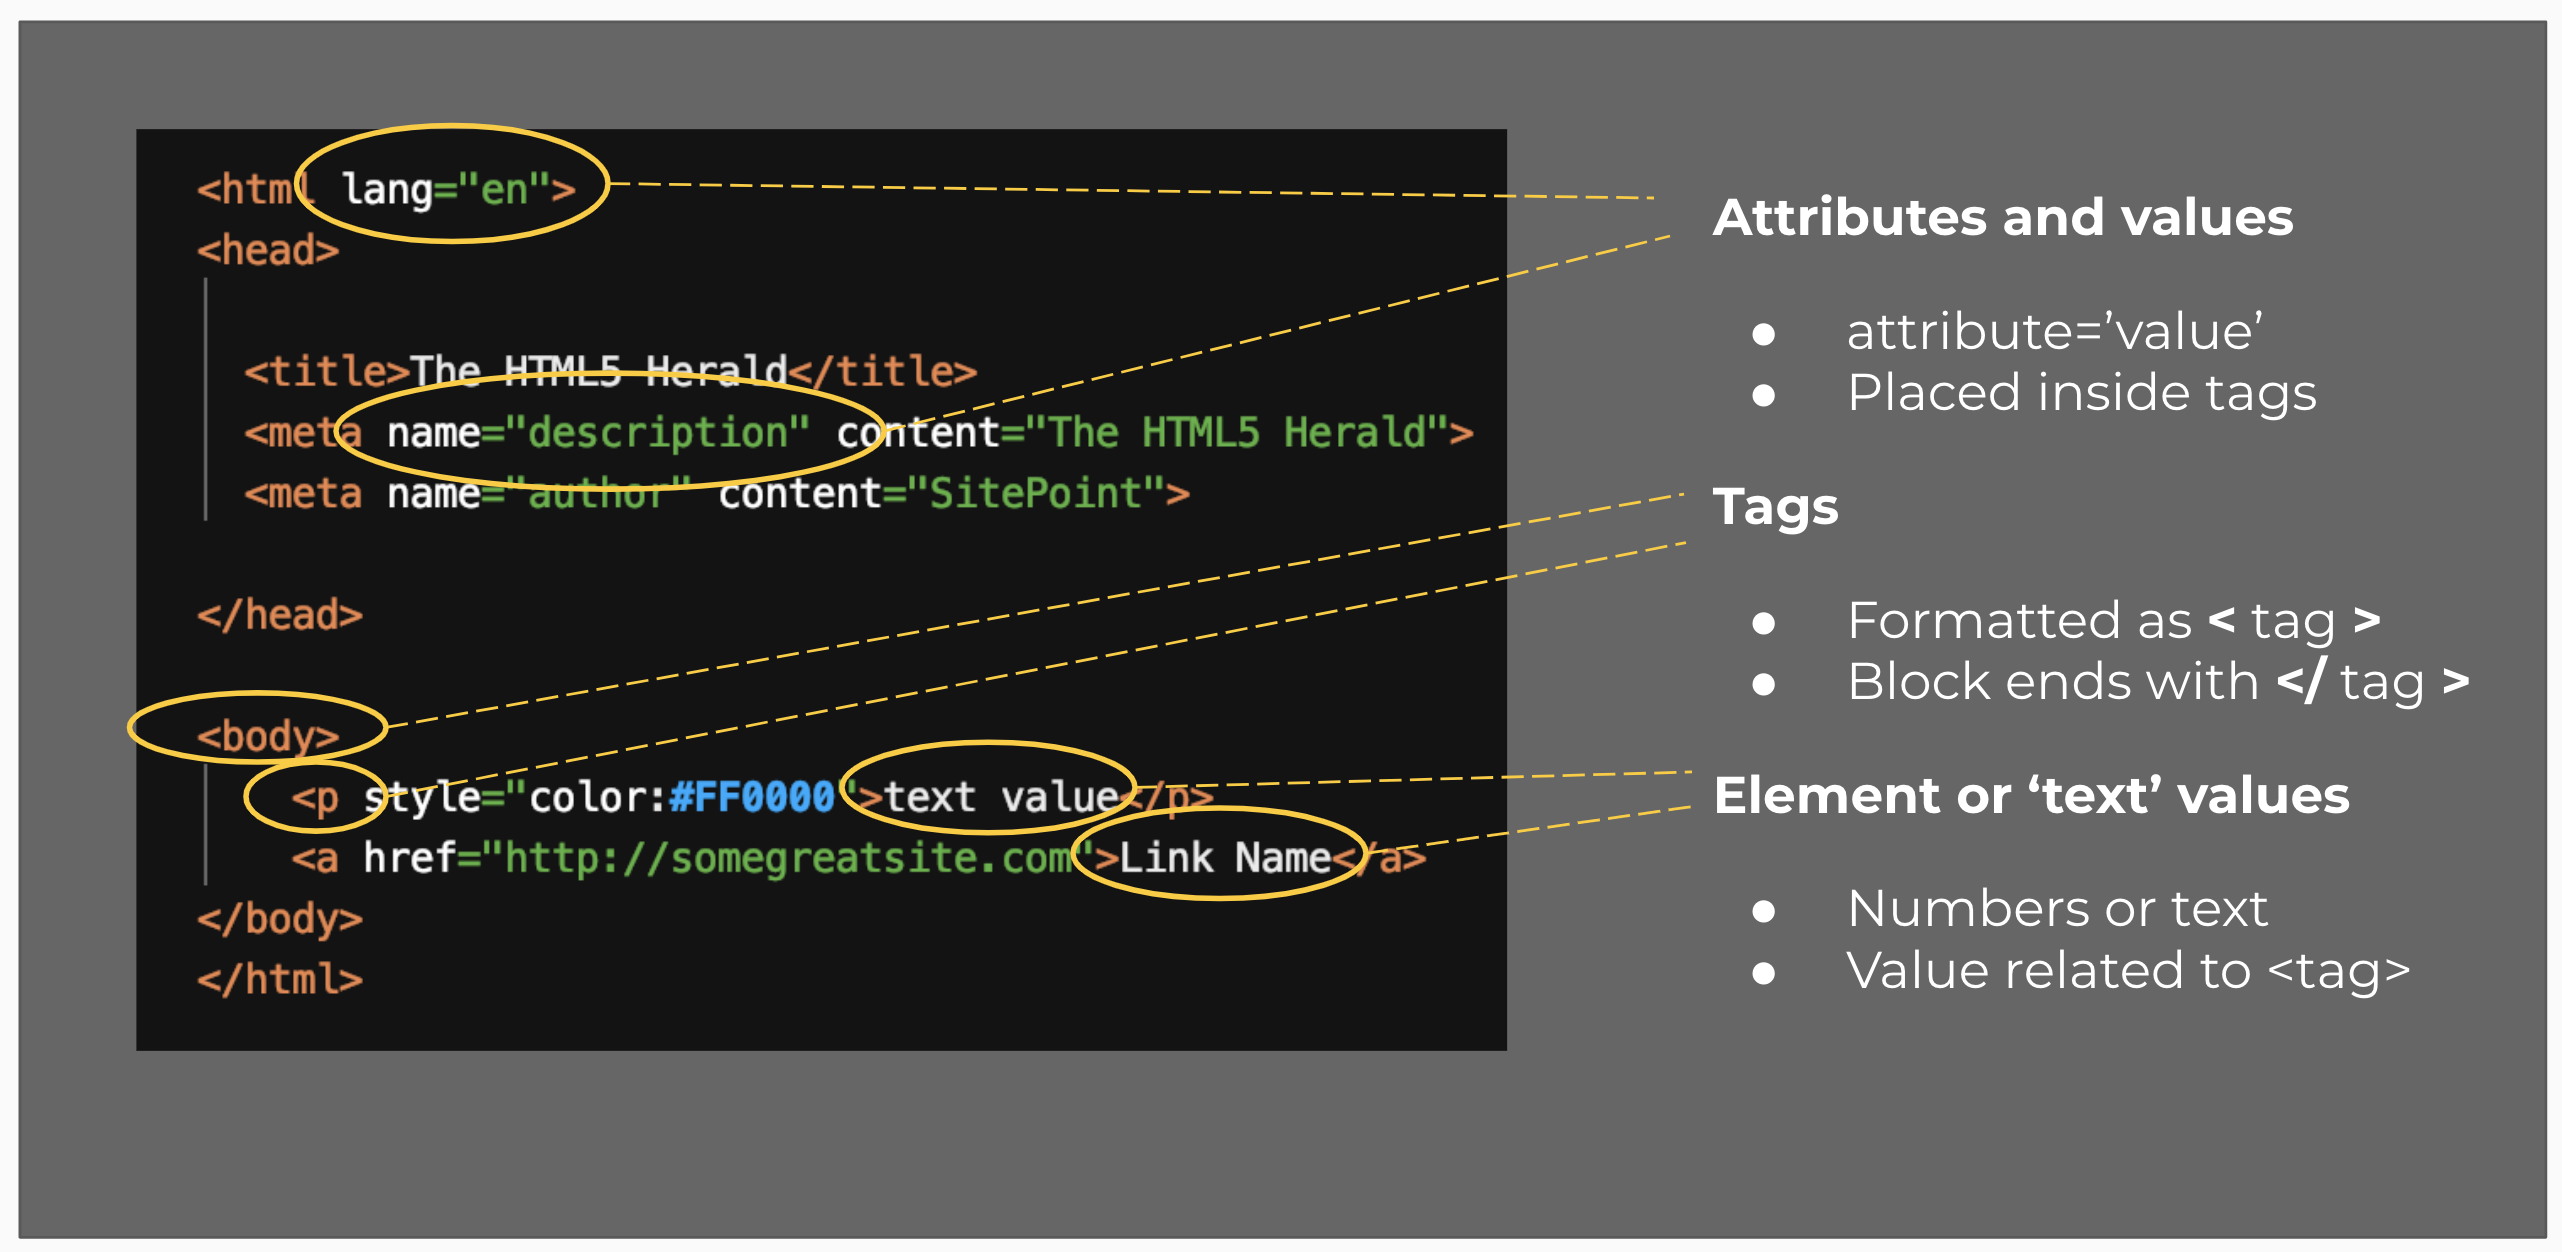 <html lang="en">
<head>
<title>The HTML5 Herald</title>
<meta name="description" content="The HTML5 Herald">
<meta name="author" content="SitePoint">
</head>
<body>
<p style="color:#FF0000">text value</p>
<a href="http://somegreatsite.com">Link Name</a>
</body>
</html>
Attributes and values
● attribute=’value’
● Placed inside tags
Tags
● Formatted as < tag >
● Block ends with </ tag >
Element or ‘text’ values
● Numbers or text
● Value related to <tag>